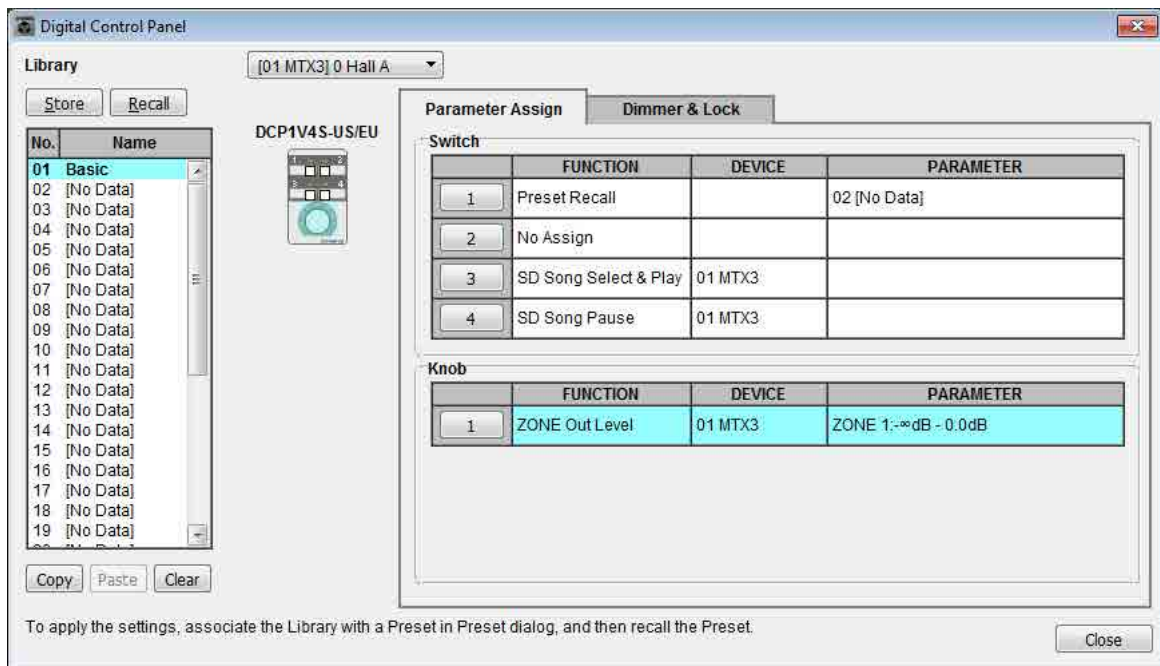 Digital Control Panel
Library
[01 MTX3] 0 Hall A
Store Recall
No. Name
01 Basic
02 [No Data]
03 [No Data]
04 [No Data]
05 [No Data]
06 [No Data]
07 [No Data]
08 [No Data]
09 [No Data]
10 [No Data]
11 [No Data]
12 [No Data]
13 [No Data]
14 [No Data]
15 [No Data]
16 [No Data]
17 [No Data]
18 [No Data]
19 [No Data]
Copy Paste Clear
DCP1V4S-US/EU
1 2
3 4
Parameter Assign Dimmer & Lock
Switch
FUNCTION DEVICE PARAMETER
1 Preset Recall 02 [No Data]
2 No Assign
3 SD Song Select & Play 01 MTX3
4 SD Song Pause 01 MTX3
Knob
FUNCTION DEVICE PARAMETER
1 ZONE Out Level 01 MTX3 ZONE 1:-∞dB - 0.0dB
To apply the settings, associate the Library with a Preset in Preset dialog, and then recall the Preset.
Close